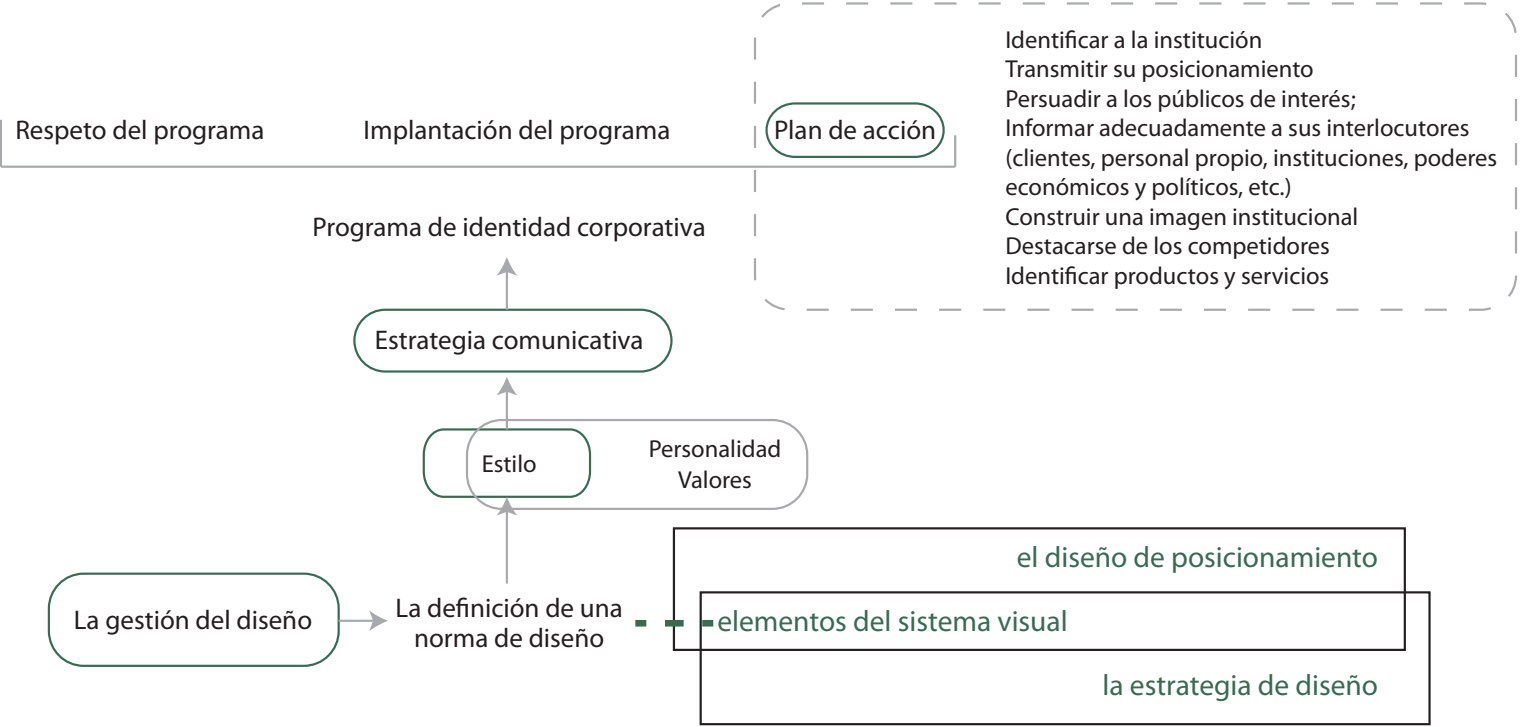 Identificar a la institución
Transmitir su posicionamiento
Persuadir a los públicos de interés;
Informar adecuadamente a sus interlocutores
(clientes, personal propio, instituciones, poderes
económicos y políticos, etc.)
Construir una imagen institucional
Destacarse de los competidores
Identificar productos y servicios
Respeto del programa
Implantación del programa
Plan de acción
Programa de identidad corporativa
Estrategia comunicativa
Estilo
Personalidad
Valores
La gestión del diseño
La definición de una
norma de diseño
el diseño de posicionamiento
elementos del sistema visual
la estrategia de diseño